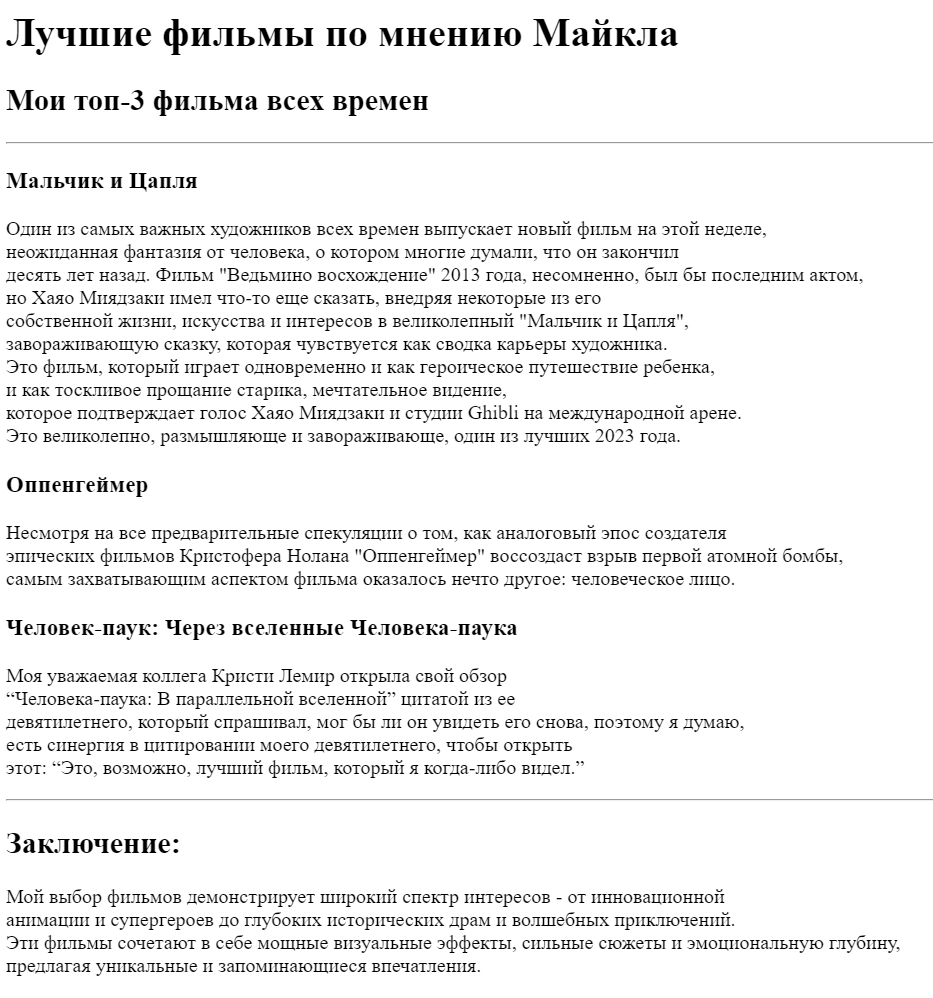 Лучшие фильмы по мнению Майкла
Мои топ-3 фильма всех времен
Мальчик и Цапля
Один из самых важных художников всех времен выпускает новый фильм на этой неделе,
неожиданная фантазия от человека, о котором многие думали, что он закончил
десять лет назад. Фильм "Ведьмино восхождение" 2013 года, несомненно, был бы последним актом,
но Хаяо Миядзаки имел что-то еще сказать, внедряя некоторые из его
собственной жизни, искусства и интересов в великолепный "Мальчик и Цапля",
завораживающую сказку, которая чувствуется как сводка карьеры художника.
Это фильм, который играет одновременно и как героическое путешествие ребенка,
и как тоскливое прощание старика, мечтательное видение,
которое подтверждает голос Хаяо Миядзаки и студии Ghibli на международной арене.
Это великолепно, размышляюще и завораживающе, один из лучших 2023 года.
Оппенгеймер
Несмотря на все предварительные спекуляции о том, как аналоговый эпос создателя
эпических фильмов Кристофера Нолана "Оппенгеймер" воссоздаст взрыв первой атомной бомбы,
самым захватывающим аспектом фильма оказалось нечто другое: человеческое лицо.
Человек-паук: Через вселенные Человека-паука
Моя уважаемая коллега Кристи Лемир открыла свой обзор
“Человека-паука: В параллельной вселенной” цитатой из ее
девятилетнего, который спрашивал, мог бы ли он увидеть его снова, поэтому я думаю,
есть синергия в цитировании моего девятилетнего, чтобы открыть
этот: “Это, возможно, лучший фильм, который я когда-либо видел.”
Заключение:
Мой выбор фильмов демонстрирует широкий спектр интересов - от инновационной
анимации и супергероев до глубоких исторических драм и волшебных приключений.
Эти фильмы сочетают в себе мощные визуальные эффекты, сильные сюжеты и эмоциональную глубину,
предлагая уникальные и запоминающиеся впечатления.